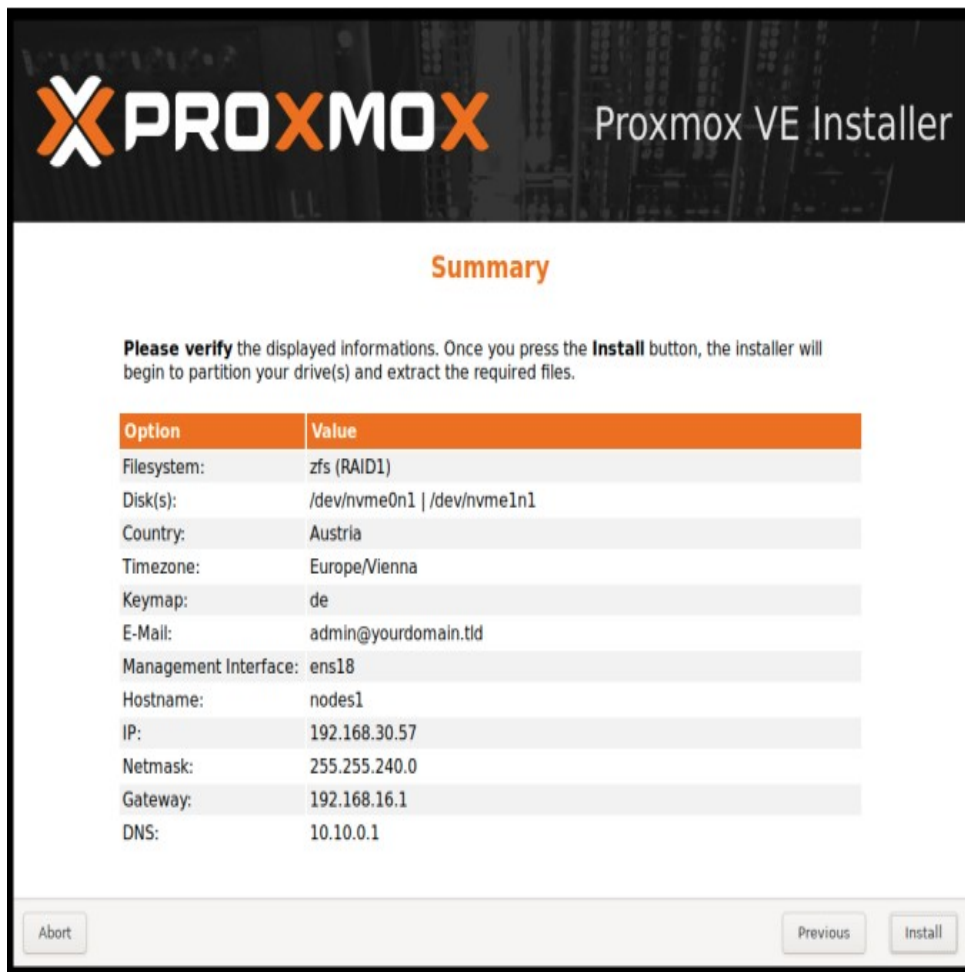 PROXMOX
Proxmox VE Installer
Summary
Please verify the displayed informations. Once you press the Install button, the installer will
begin to partition your drive(s) and extract the required files.
Option Value
Filesystem: zfs (RAID1)
Disk(s): /dev/nvme0n1 | /dev/nvme1n1
Country: Austria
Timezone: Europe/Vienna
Keymap: de
E-Mail: admin@yourdomain.tld
Management Interface: ens18
Hostname: nodes1
IP: 192.168.30.57
Netmask: 255.255.240.0
Gateway: 192.168.16.1
DNS: 10.10.0.1
Abort Previous Install